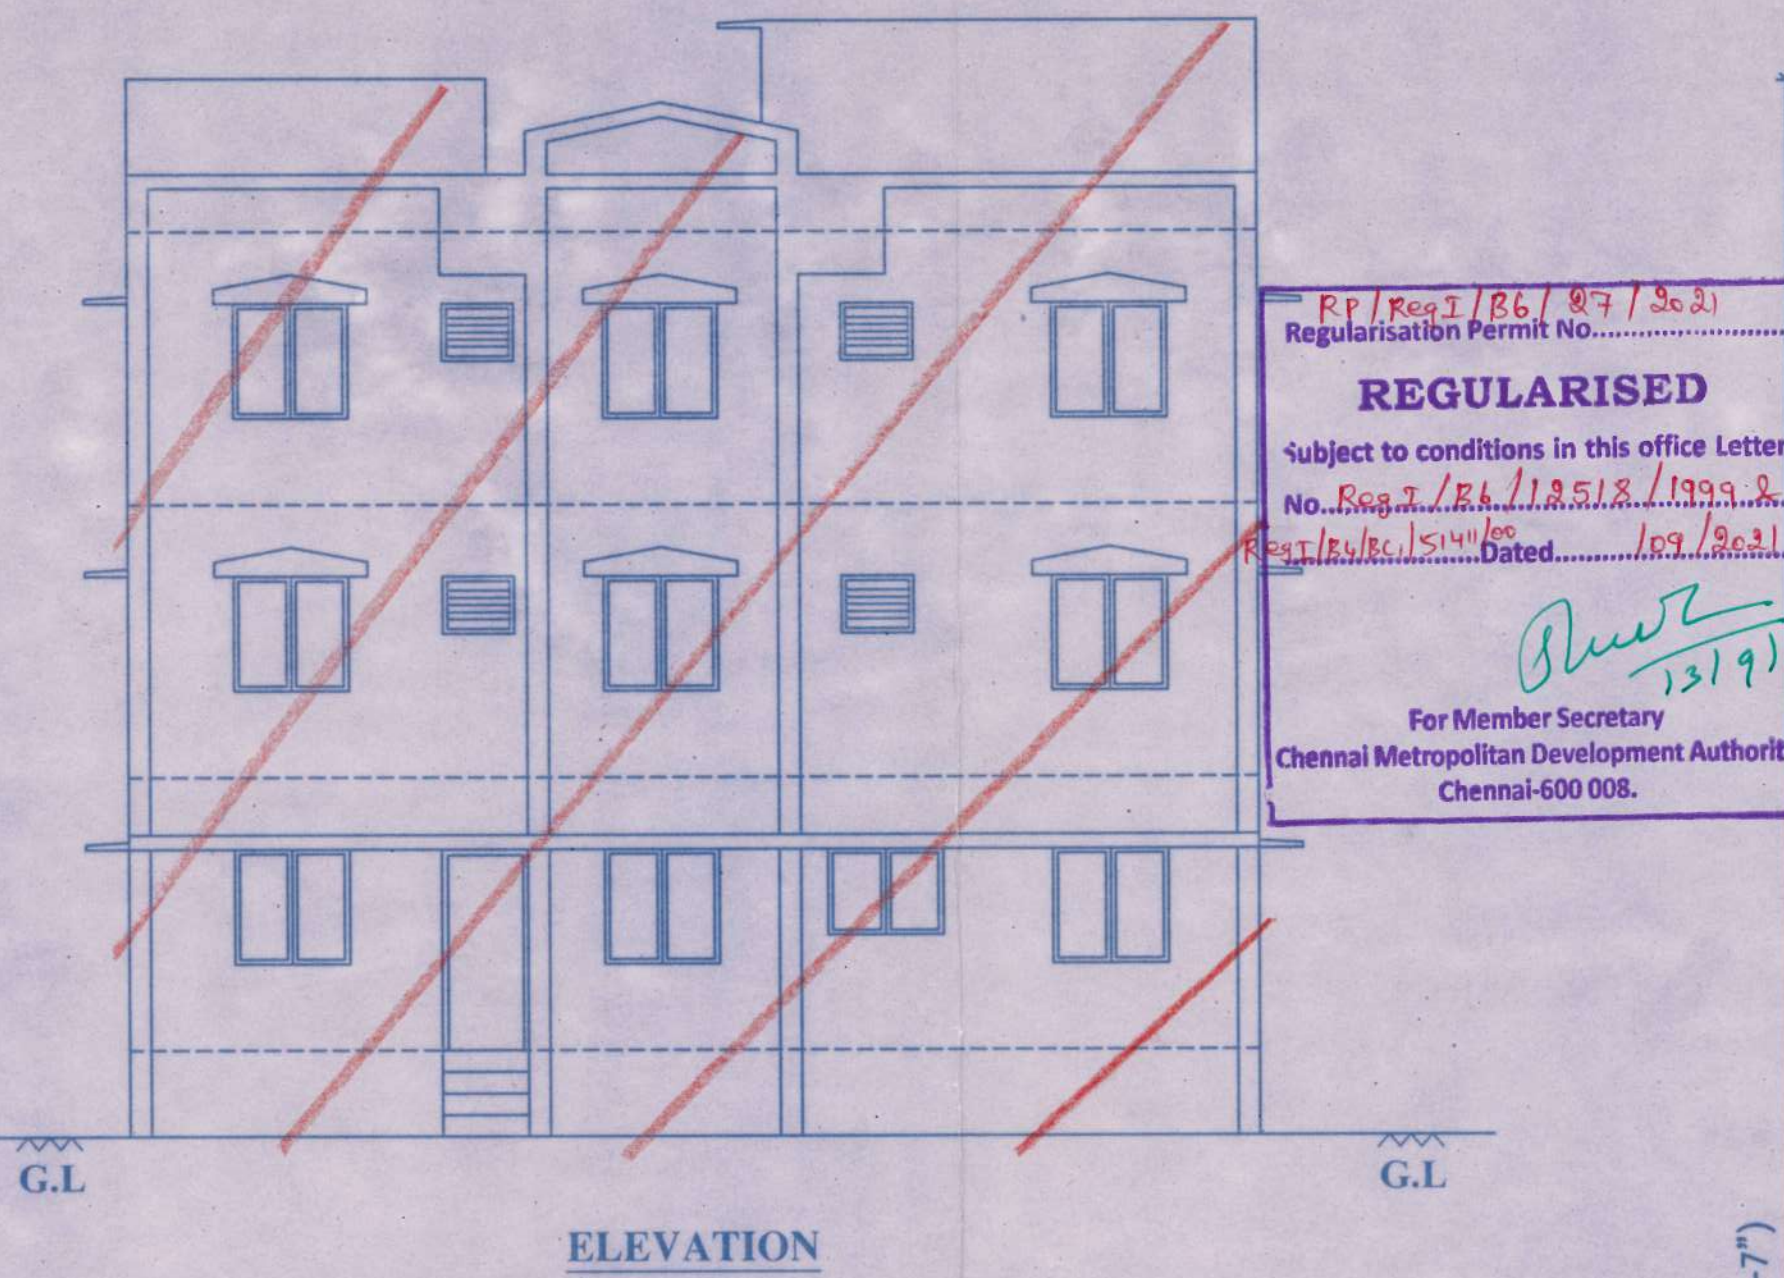 RP/RegI/B6/27/2021
Regularisation Permit No..........................
REGULARISED
Subject to conditions in this office Letter
No..RegI/B6/12518/1999 &
RegI/B4/BC1/51411/00 Dated............/09/2021
13/9/
For Member Secretary
Chennai Metropolitan Development Authorit
Chennai-600 008.
G.L
G.L
ELEVATION
-7")